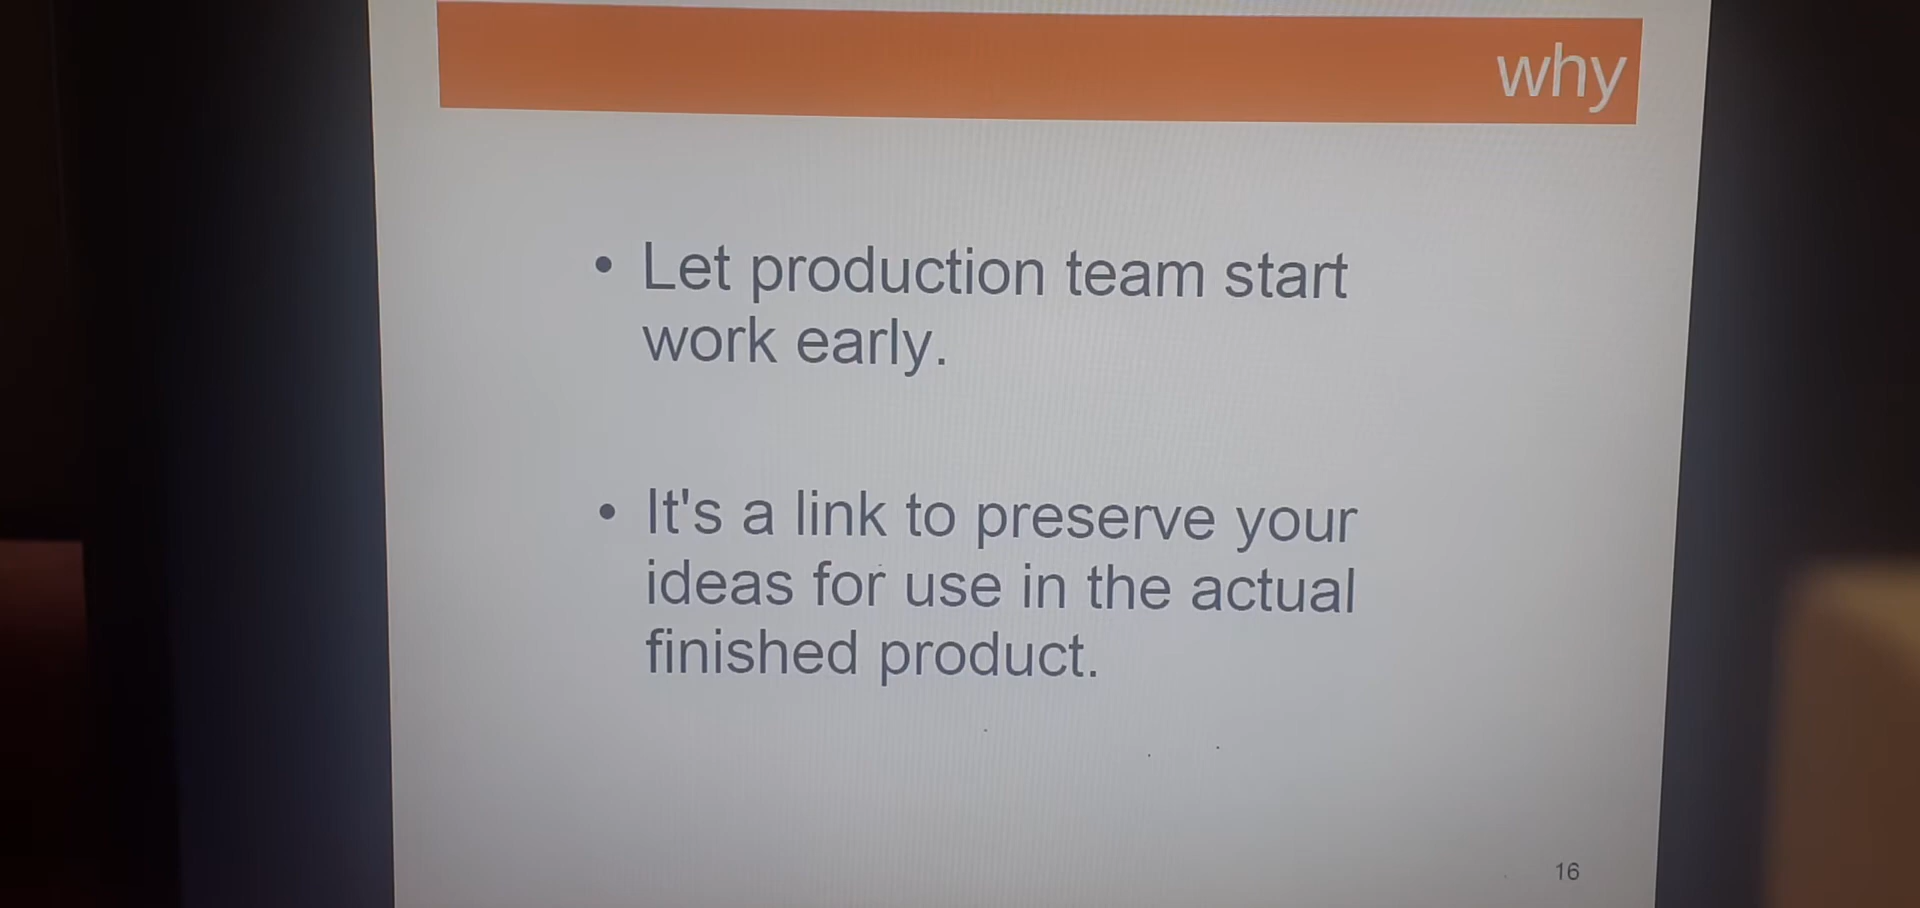 why
• Let production team start
work early.
• It's a link to preserve your
ideas for use in the actual
finished product.
16